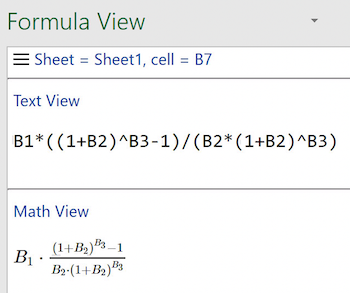 Formula View
Sheet = Sheet1, cell = B7
Text View
B1*((1+B2)^B3-1)/(B2*(1+B2)^B3)
Math View
B₁ · ((1+B₂)^B₃−1)/(B₂·(1+B₂)^B₃)